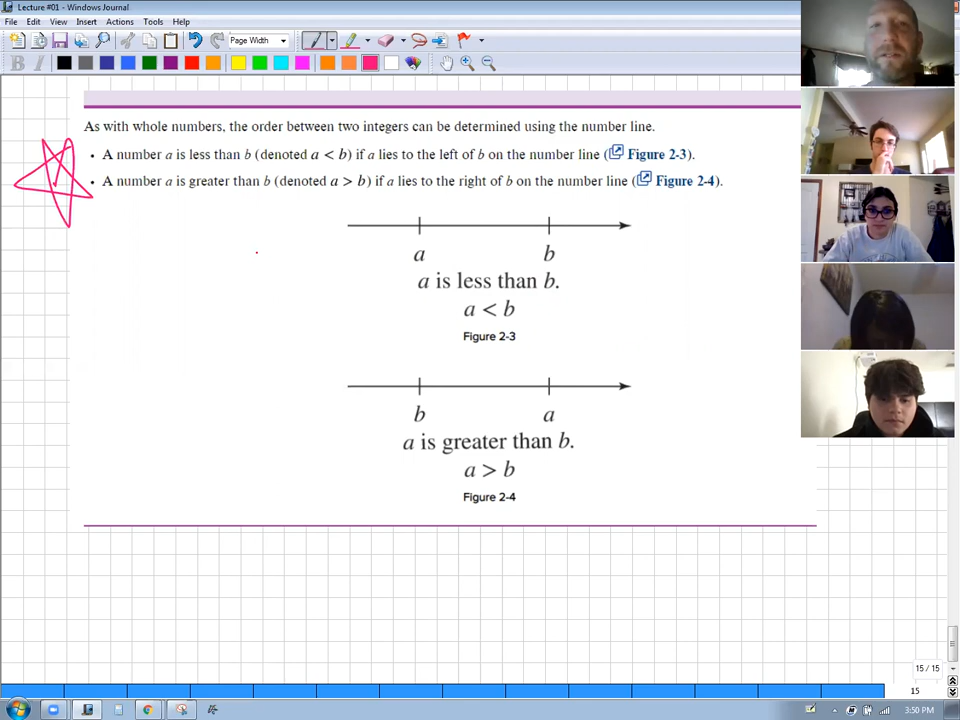 Lecture #01 - Windows Journal
File Edit View Insert Actions Tools Help
Page Width
B I
As with whole numbers, the order between two integers can be determined using the number line.
• A number a is less than b (denoted a < b) if a lies to the left of b on the number line (Figure 2-3).
• A number a is greater than b (denoted a > b) if a lies to the right of b on the number line (Figure 2-4).
a b
a is less than b.
a < b
Figure 2-3
b a
a is greater than b.
a > b
Figure 2-4
15 / 15
15
3:50 PM